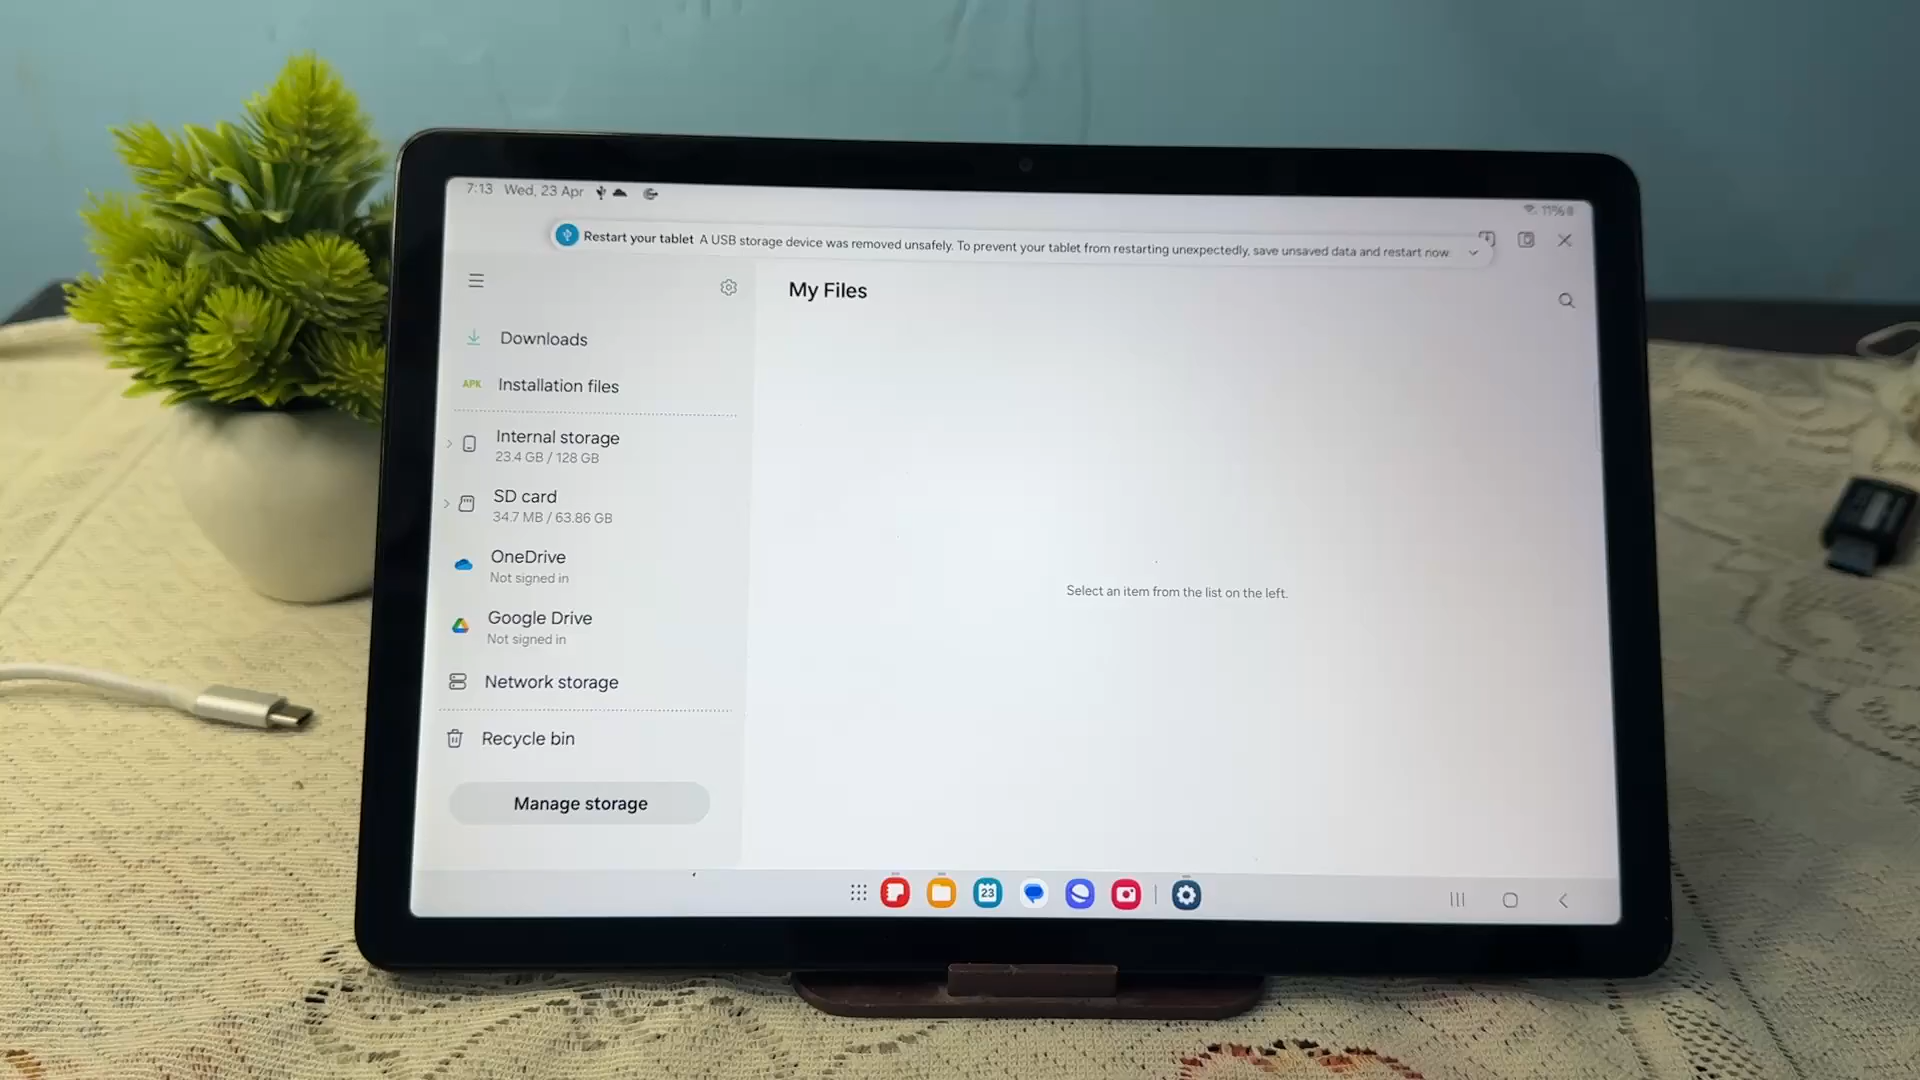 7:13 Wed, 23 Apr
11%
Restart your tablet A USB storage device was removed unsafely. To prevent your tablet from restarting unexpectedly, save unsaved data and restart now.
My Files
Downloads
APK Installation files
Internal storage
23.4 GB / 128 GB
SD card
34.7 MB / 63.86 GB
OneDrive
Not signed in
Google Drive
Not signed in
Network storage
Recycle bin
Manage storage
Select an item from the list on the left.
23